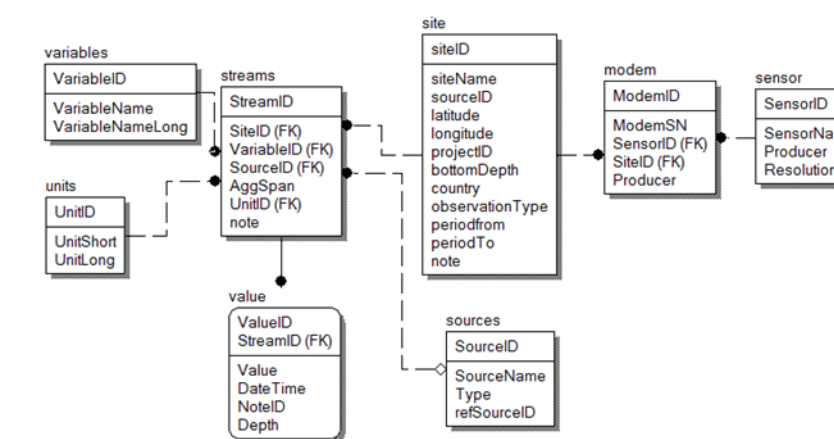 variables
VariableID
VariableName
VariableNameLong
units
UnitID
UnitShort
UnitLong
streams
StreamID
SiteID (FK)
VariableID (FK)
SourceID (FK)
AggSpan
UnitID (FK)
note
value
ValueID
StreamID (FK)
Value
DateTime
NoteID
Depth
site
siteID
siteName
sourceID
latitude
longitude
projectID
bottomDepth
country
observationType
periodfrom
periodTo
note
sources
SourceID
SourceName
Type
refSourceID
modem
ModemID
ModemSN
SensorID (FK)
SiteID (FK)
Producer
sensor
SensorID
SensorNa
Producer
Resolution